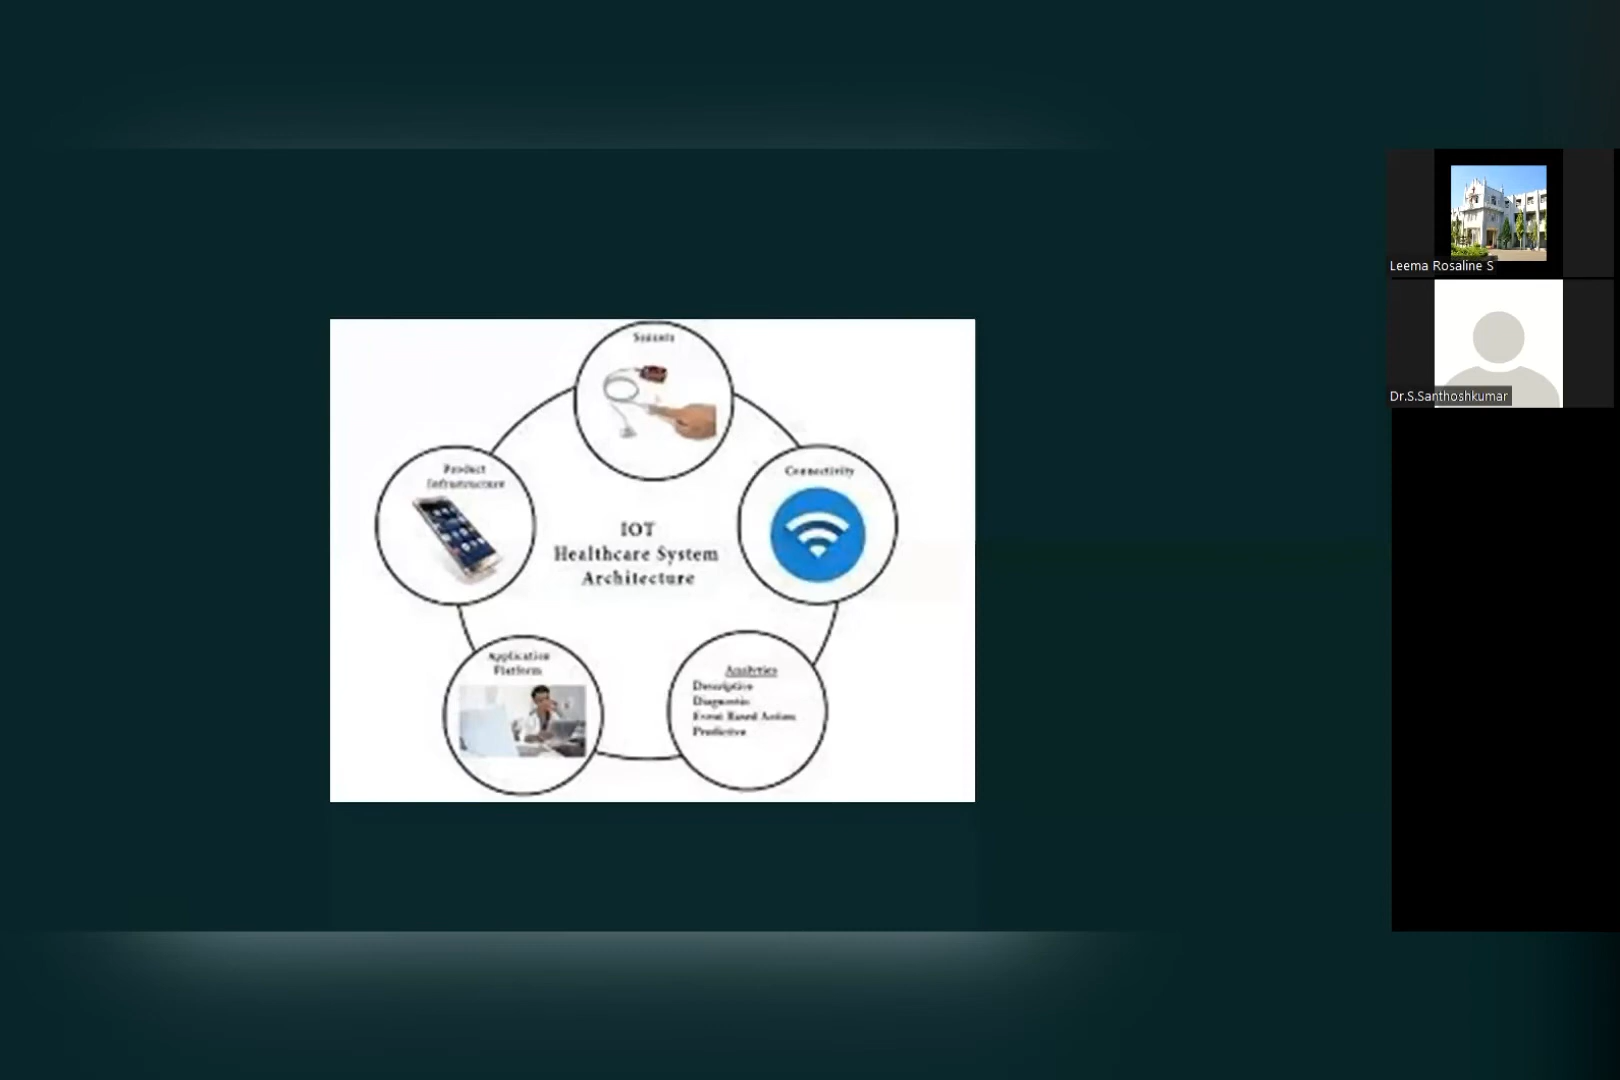 Sensors
Product
Infrastructure
Connectivity
IOT
Healthcare System
Architecture
Application
Platform
Analytics
Descriptive
Diagnostic
Event Based Action
Predictive
Leema Rosaline S
Dr.S.Santhoshkumar